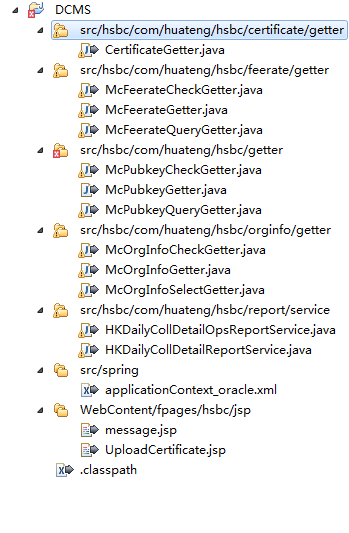 DCMS
src/hsbc/com/huateng/hsbc/certificate/getter
CertificateGetter.java
src/hsbc/com/huateng/hsbc/feerate/getter
McFeerateCheckGetter.java
McFeerateGetter.java
McFeerateQueryGetter.java
src/hsbc/com/huateng/hsbc/getter
McPubkeyCheckGetter.java
McPubkeyGetter.java
McPubkeyQueryGetter.java
src/hsbc/com/huateng/hsbc/orginfo/getter
McOrgInfoCheckGetter.java
McOrgInfoGetter.java
McOrgInfoSelectGetter.java
src/hsbc/com/huateng/hsbc/report/service
HKDailyCollDetailOpsReportService.java
HKDailyCollDetailReportService.java
src/spring
applicationContext_oracle.xml
WebContent/fpages/hsbc/jsp
message.jsp
UploadCertificate.jsp
.classpath